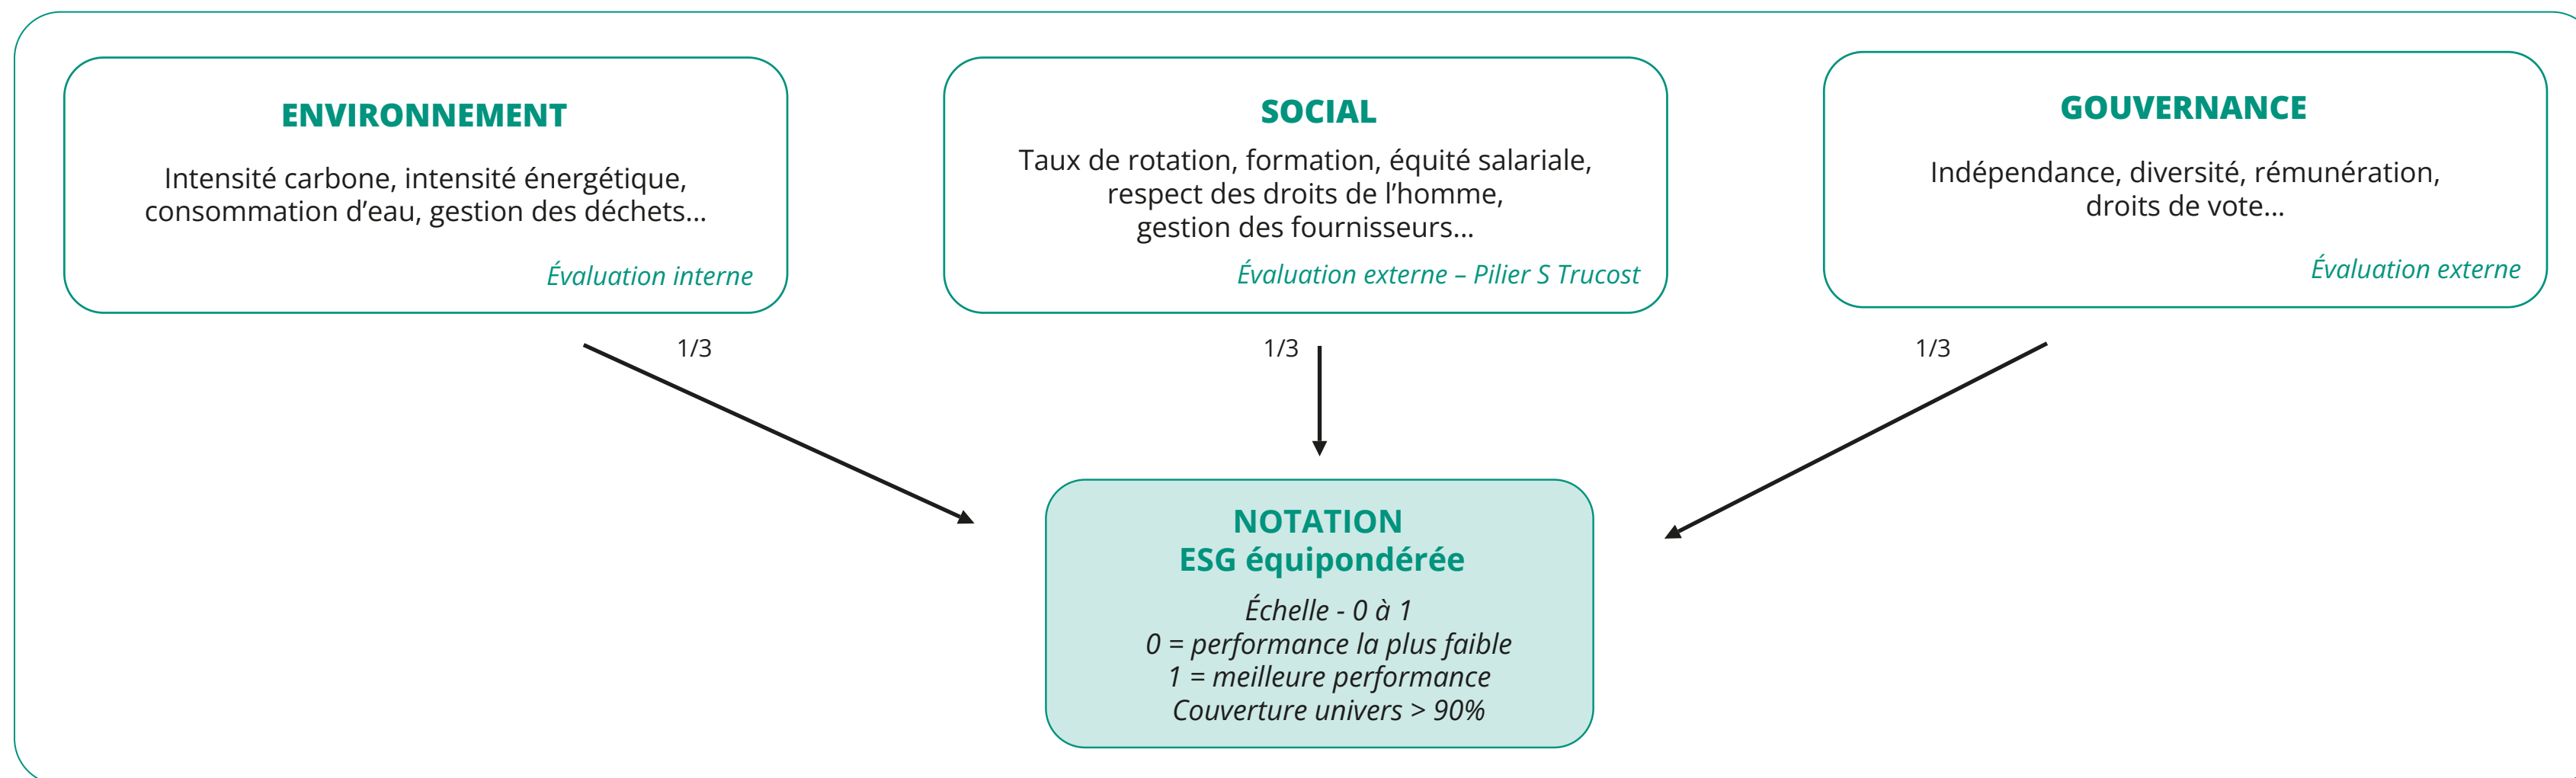 ENVIRONNEMENT
Intensité carbone, intensité énergétique,
consommation d’eau, gestion des déchets...
Évaluation interne
SOCIAL
Taux de rotation, formation, équité salariale,
respect des droits de l’homme,
gestion des fournisseurs...
Évaluation externe – Pilier S Trucost
GOUVERNANCE
Indépendance, diversité, rémunération,
droits de vote...
Évaluation externe
1/3
1/3
1/3
NOTATION
ESG équipondérée
Échelle - 0 à 1
0 = performance la plus faible
1 = meilleure performance
Couverture univers > 90%